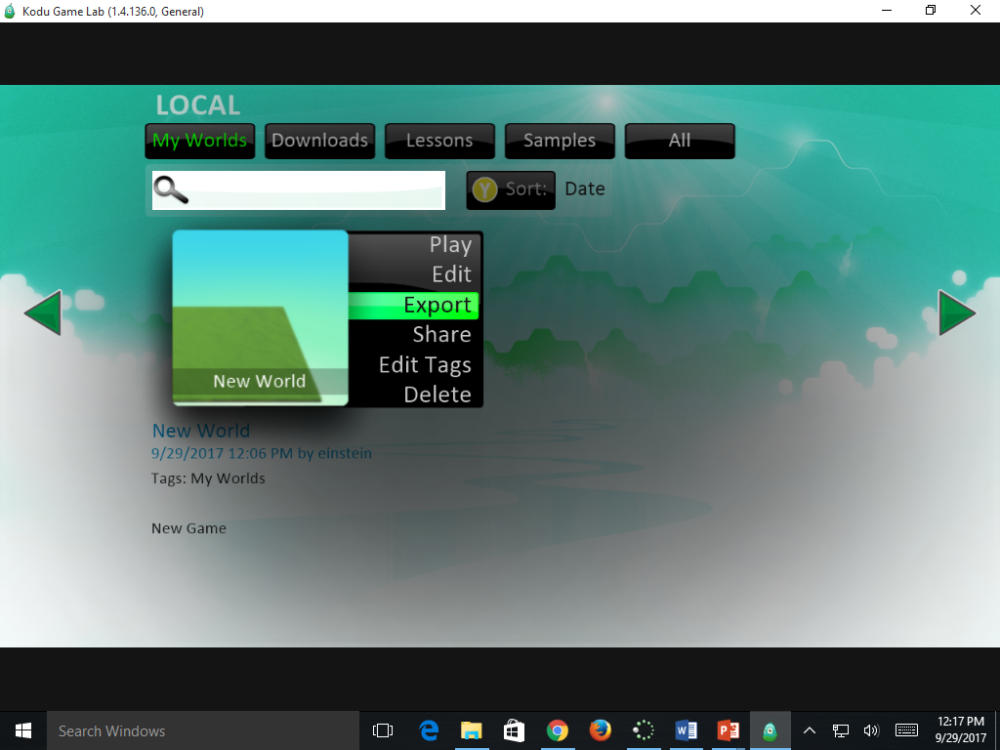 Kodu Game Lab (1.4.136.0, General)
LOCAL
My Worlds Downloads Lessons Samples All
Y Sort: Date
Play
Edit
Export
Share
Edit Tags
Delete
New World
New World
9/29/2017 12:06 PM by einstein
Tags: My Worlds
New Game
Search Windows
12:17 PM
9/29/2017